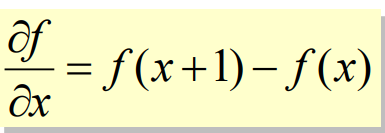 ∂f/∂x = f(x+1) − f(x)